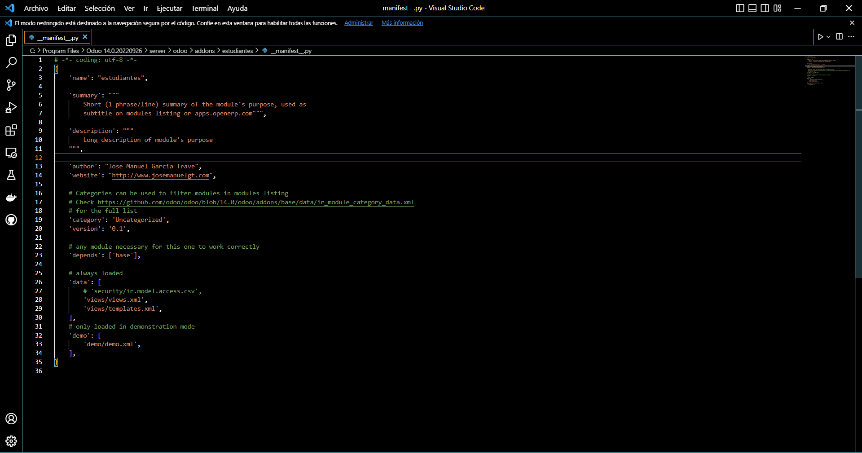 Archivo Editar Selección Ver Ir Ejecutar Terminal Ayuda
__manifest__.py - Visual Studio Code
El modo restringido está destinado a la navegación segura por el código. Confíe en esta ventana para habilitar todas las funciones. Administrar Más información
__manifest__.py
C: > Program Files > Odoo 14.0.20220926 > server > odoo > addons > estudiantes > __manifest__.py
1 # -*- coding: utf-8 -*-
2 {
3 'name': "estudiantes",
4
5 'summary': """
6 Short (1 phrase/line) summary of the module's purpose, used as
7 subtitle on modules listing or apps.openerp.com""",
8
9 'description': """
10 Long description of module's purpose
11 """,
12
13 'author': "Jose Manuel Garcia Trave",
14 'website': "http://www.josemanuelgt.com",
15
16 # Categories can be used to filter modules in modules listing
17 # Check https://github.com/odoo/odoo/blob/14.0/odoo/addons/base/data/ir_module_category_data.xml
18 # for the full list
19 'category': 'Uncategorized',
20 'version': '0.1',
21
22 # any module necessary for this one to work correctly
23 'depends': ['base'],
24
25 # always loaded
26 'data': [
27 # 'security/ir.model.access.csv',
28 'views/views.xml',
29 'views/templates.xml',
30 ],
31 # only loaded in demonstration mode
32 'demo': [
33 'demo/demo.xml',
34 ],
35 }
36